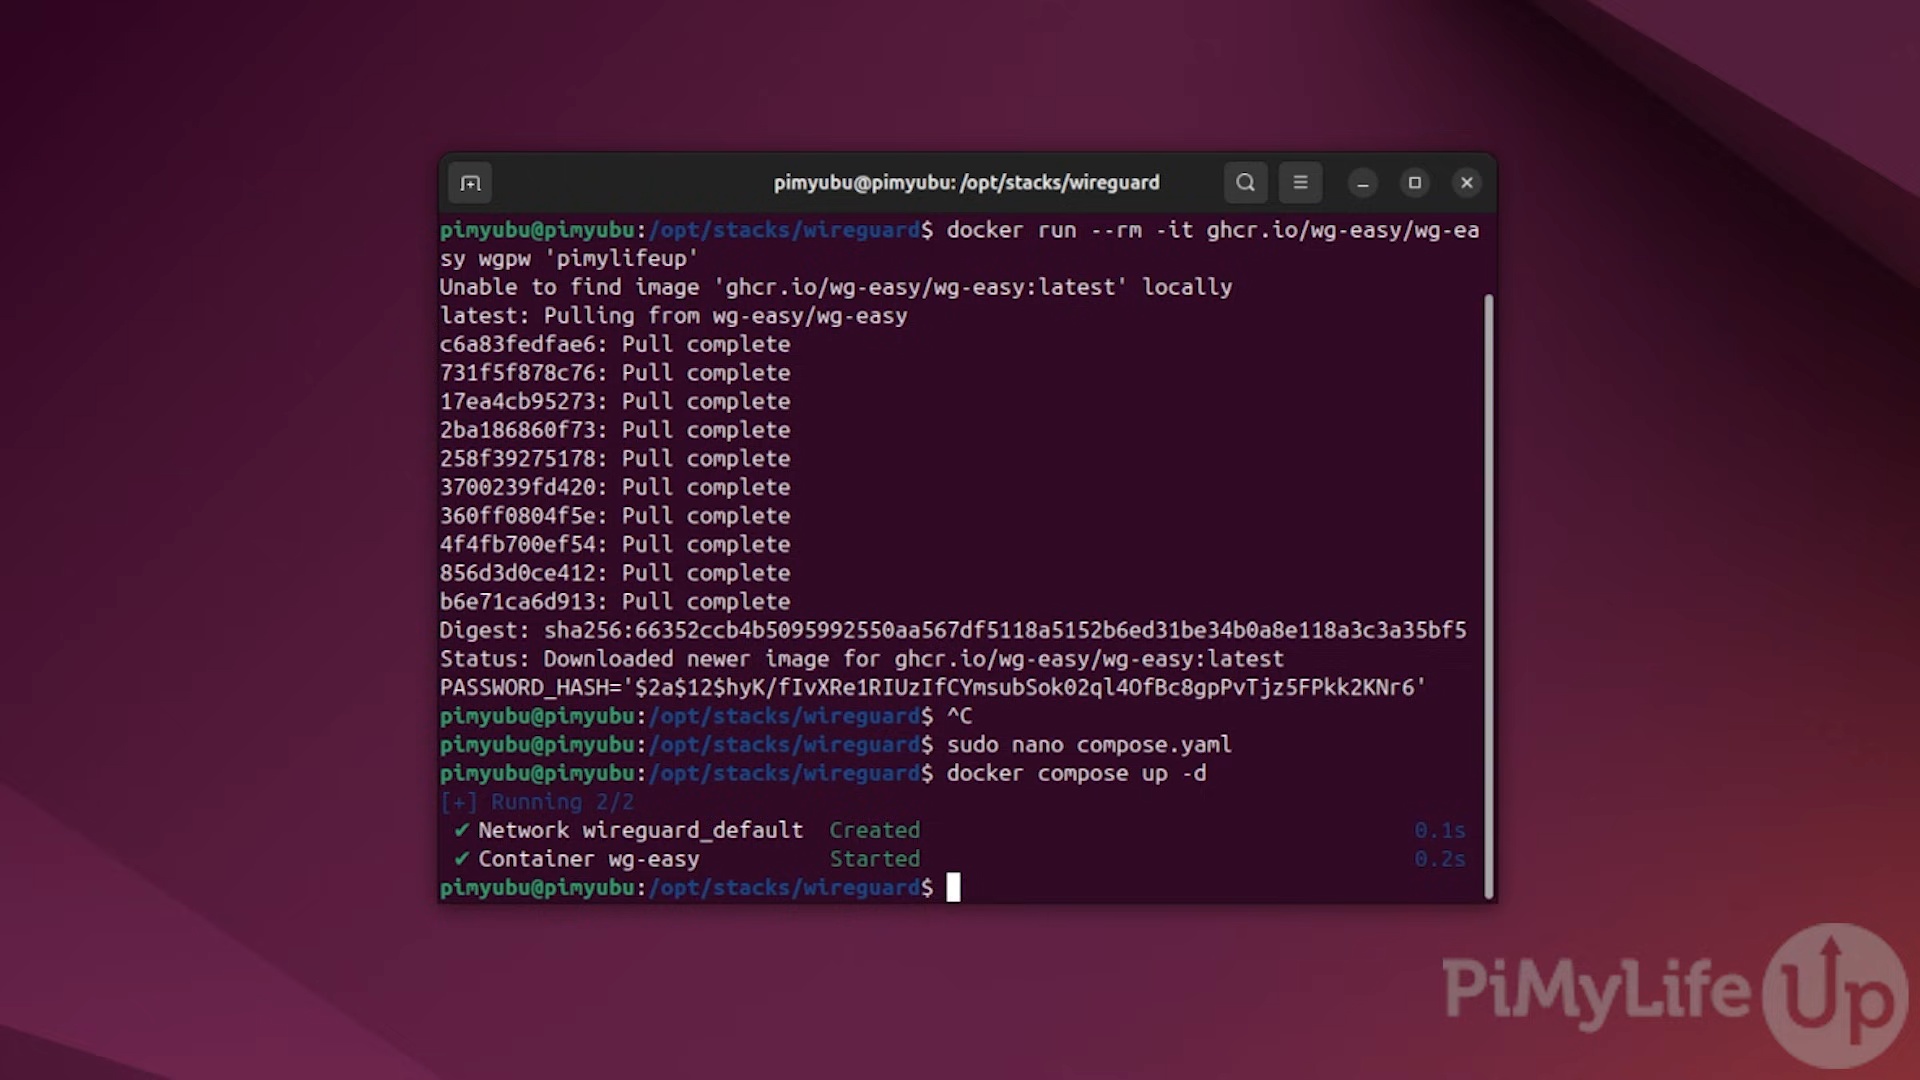 pimyubu@pimyubu: /opt/stacks/wireguard
pimyubu@pimyubu:/opt/stacks/wireguard$ docker run --rm -it ghcr.io/wg-easy/wg-ea
sy wgpw 'pimylifeup'
Unable to find image 'ghcr.io/wg-easy/wg-easy:latest' locally
latest: Pulling from wg-easy/wg-easy
c6a83fedfae6: Pull complete
731f5f878c76: Pull complete
17ea4cb95273: Pull complete
2ba186860f73: Pull complete
258f39275178: Pull complete
3700239fd420: Pull complete
360ff0804f5e: Pull complete
4f4fb700ef54: Pull complete
856d3d0ce412: Pull complete
b6e71ca6d913: Pull complete
Digest: sha256:66352ccb4b5095992550aa567df5118a5152b6ed31be34b0a8e118a3c3a35bf5
Status: Downloaded newer image for ghcr.io/wg-easy/wg-easy:latest
PASSWORD_HASH='$2a$12$hyK/fIvXRe1RIUzIfCYmsubSok02ql4OfBc8gpPvTjz5FPkk2KNr6'
pimyubu@pimyubu:/opt/stacks/wireguard$ ^C
pimyubu@pimyubu:/opt/stacks/wireguard$ sudo nano compose.yaml
pimyubu@pimyubu:/opt/stacks/wireguard$ docker compose up -d
[+] Running 2/2
✔ Network wireguard_default Created 0.1s
✔ Container wg-easy Started 0.2s
pimyubu@pimyubu:/opt/stacks/wireguard$
PiMyLifeUp